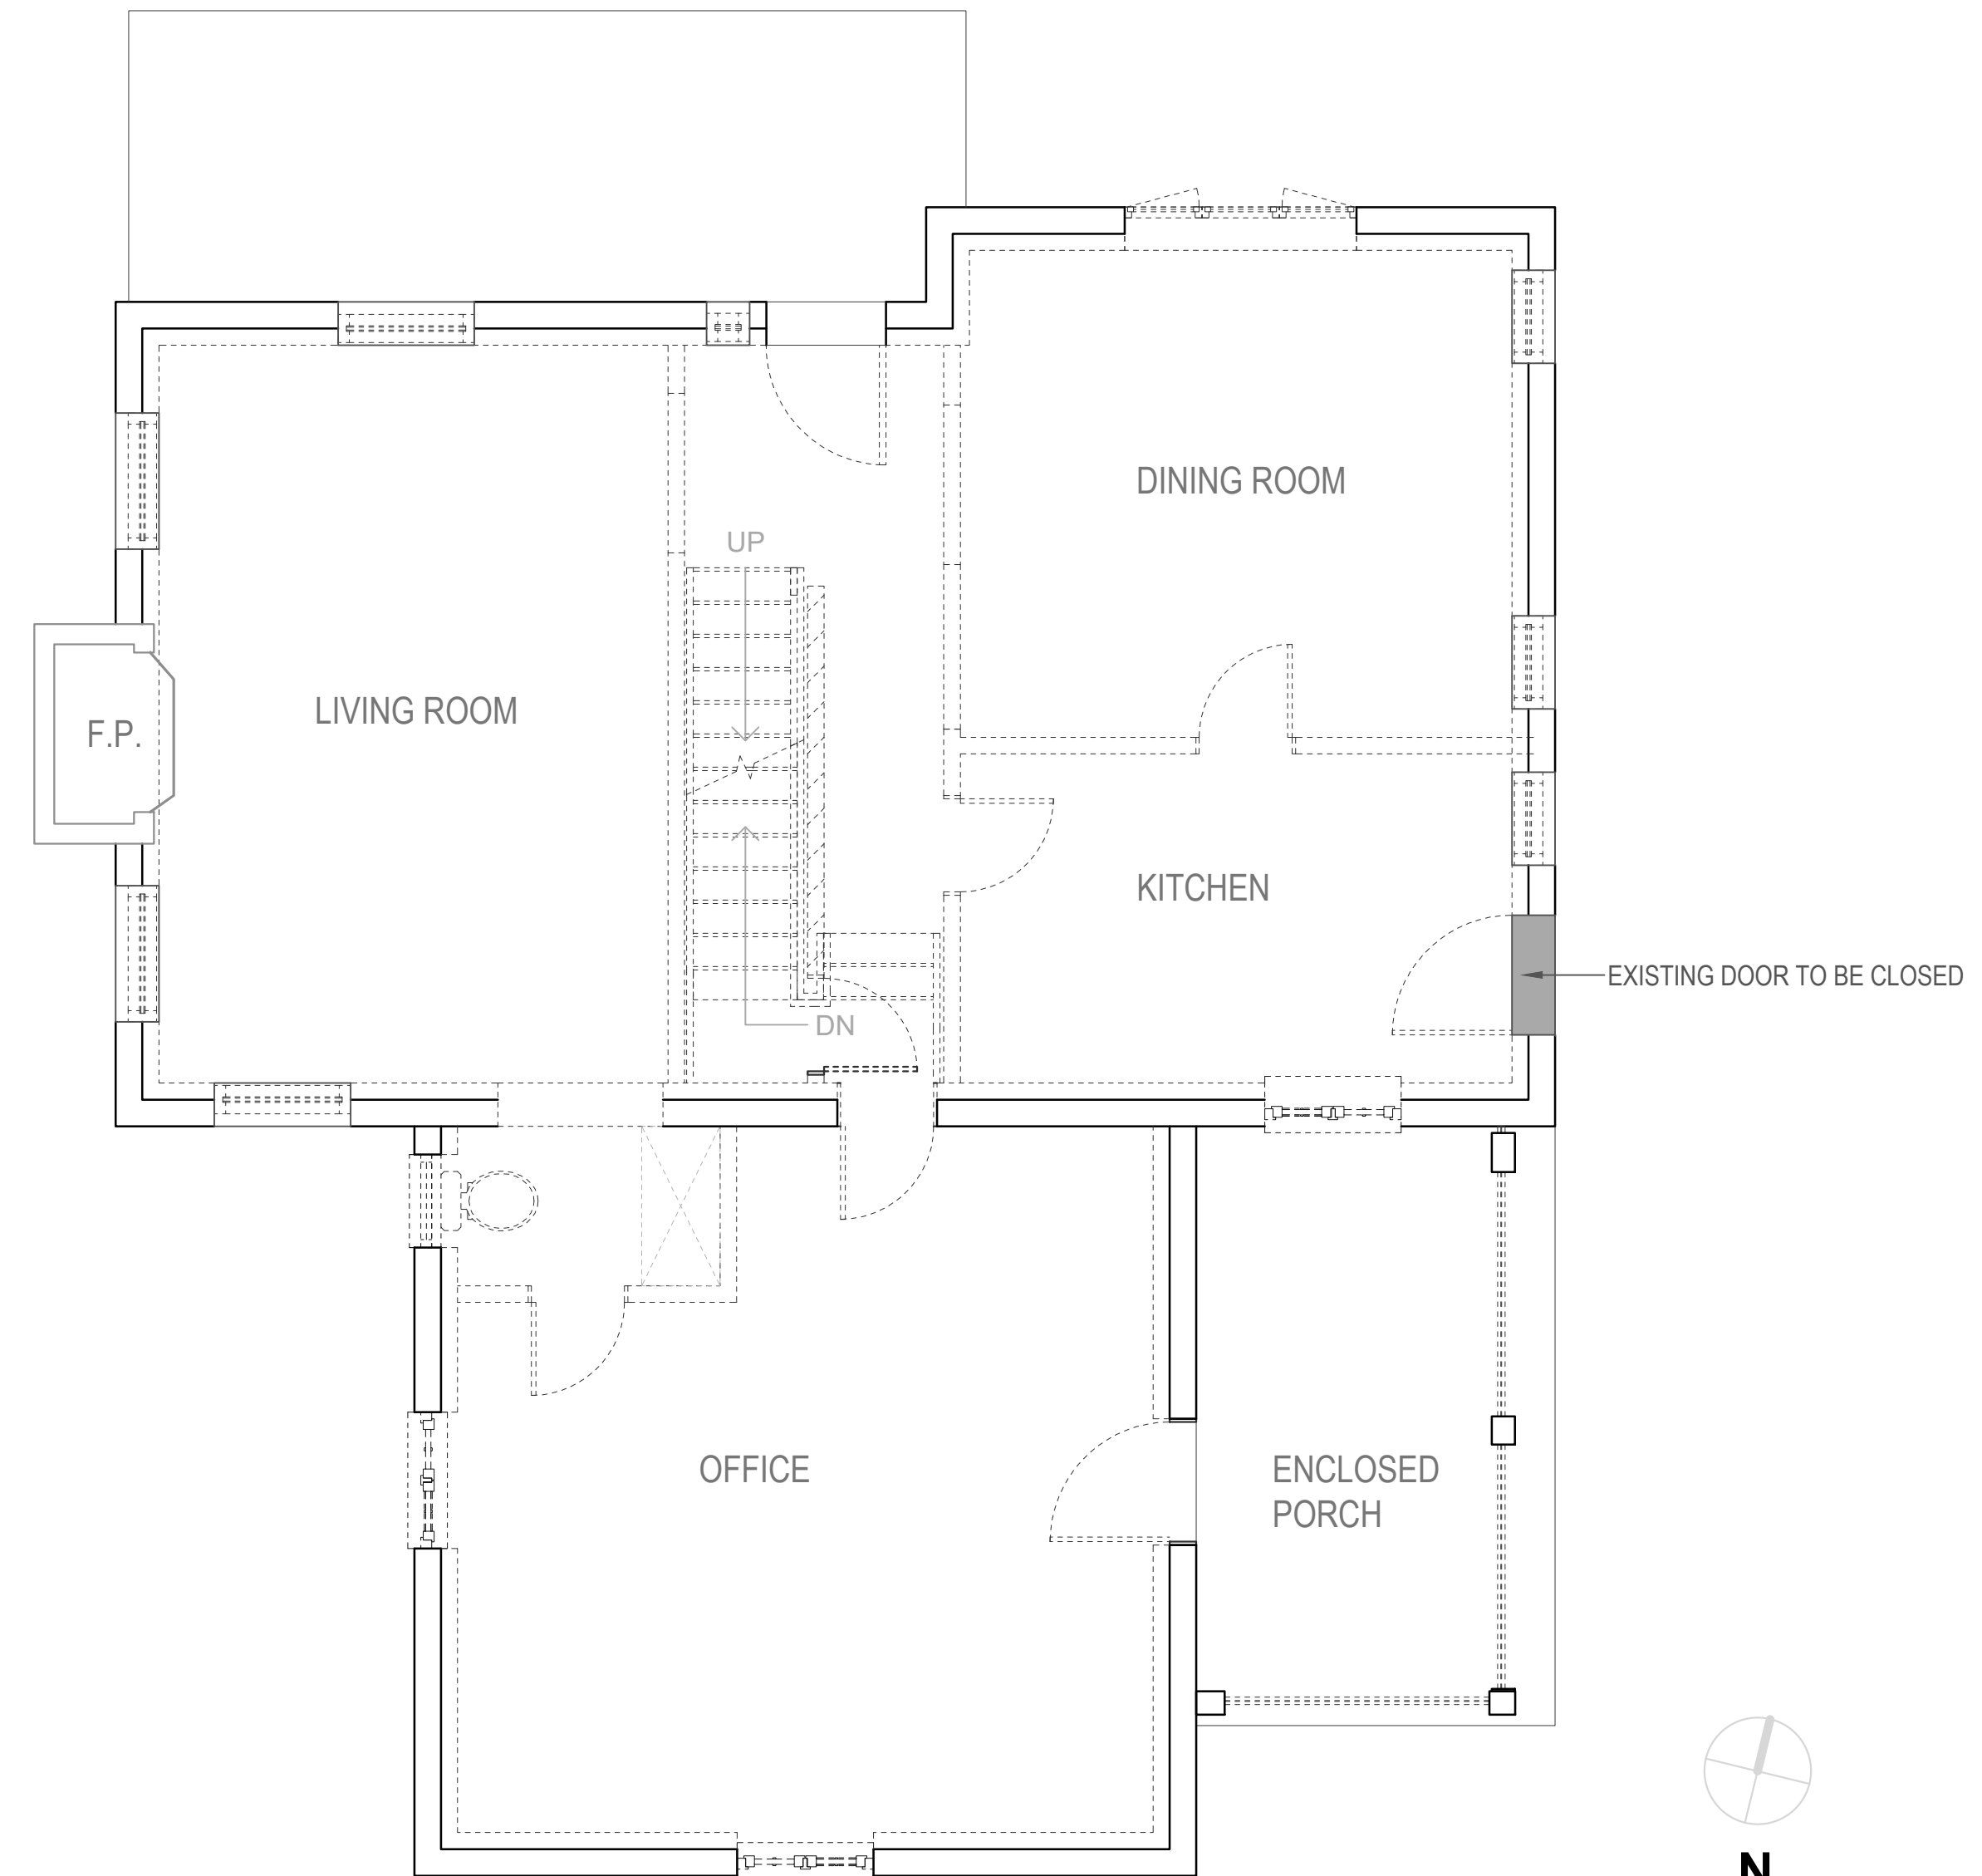 DINING ROOM
UP
LIVING ROOM
F.P.
KITCHEN
EXISTING DOOR TO BE CLOSED
DN
OFFICE
ENCLOSED
PORCH
N